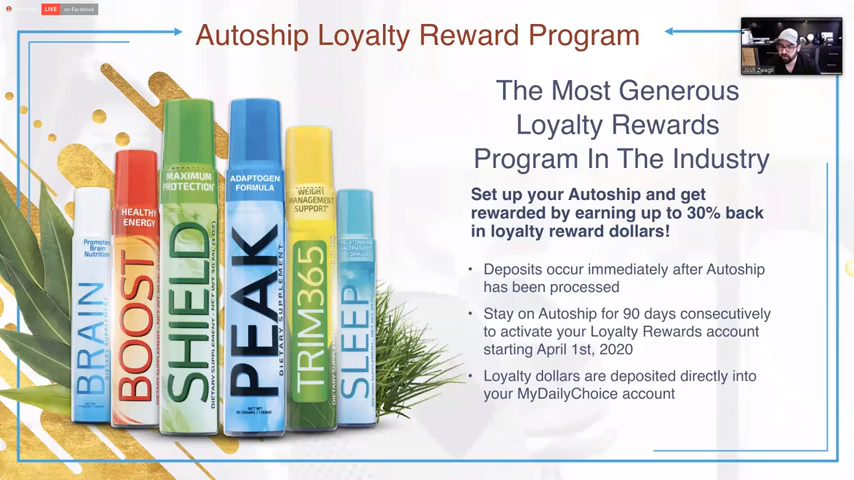 LIVE on Facebook
Autoship Loyalty Reward Program
Josh Zwagil
The Most Generous
Loyalty Rewards
Program In The Industry
Set up your Autoship and get
rewarded by earning up to 30% back
in loyalty reward dollars!
• Deposits occur immediately after Autoship
has been processed
• Stay on Autoship for 90 days consecutively
to activate your Loyalty Rewards account
starting April 1st, 2020
• Loyalty dollars are deposited directly into
your MyDailyChoice account
Promotes
Brain
Nutrition
BRAIN
HEALTHY
ENERGY
BOOST
MAXIMUM
PROTECTION
SHIELD
DIETARY SUPPLEMENT
ADAPTOGEN
FORMULA
PEAK
DIETARY SUPPLEMENT
WEIGHT
MANAGEMENT
SUPPORT
TRIM365
SLEEP